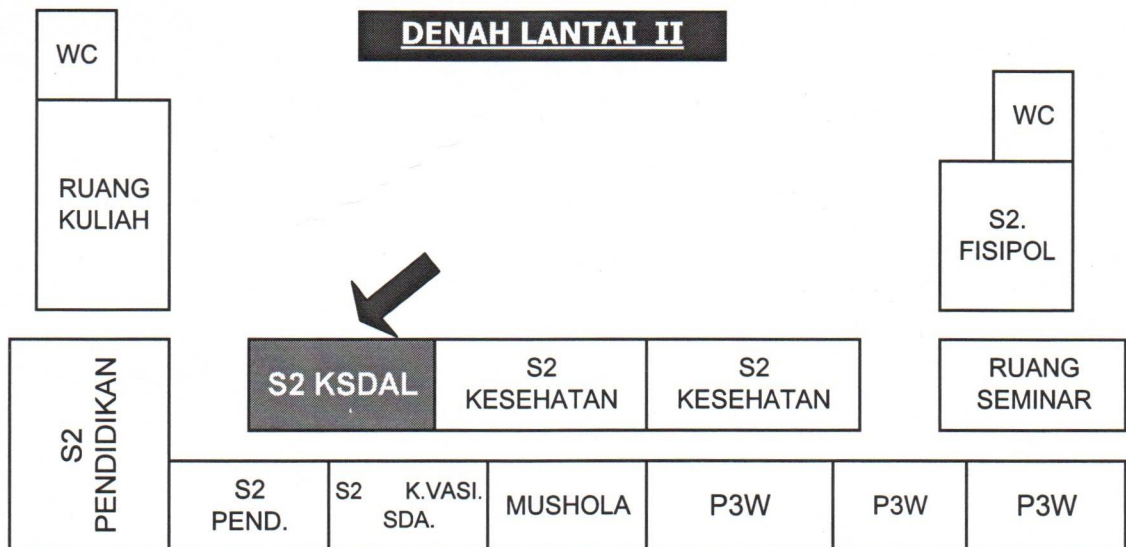 DENAH LANTAI II
WC
RUANG
KULIAH
WC
S2.
FISIPOL
S2
PENDIDIKAN
S2 KSDAL
S2
KESEHATAN
S2
KESEHATAN
RUANG
SEMINAR
S2
PEND.
S2 K.VASI.
SDA.
MUSHOLA
P3W
P3W
P3W